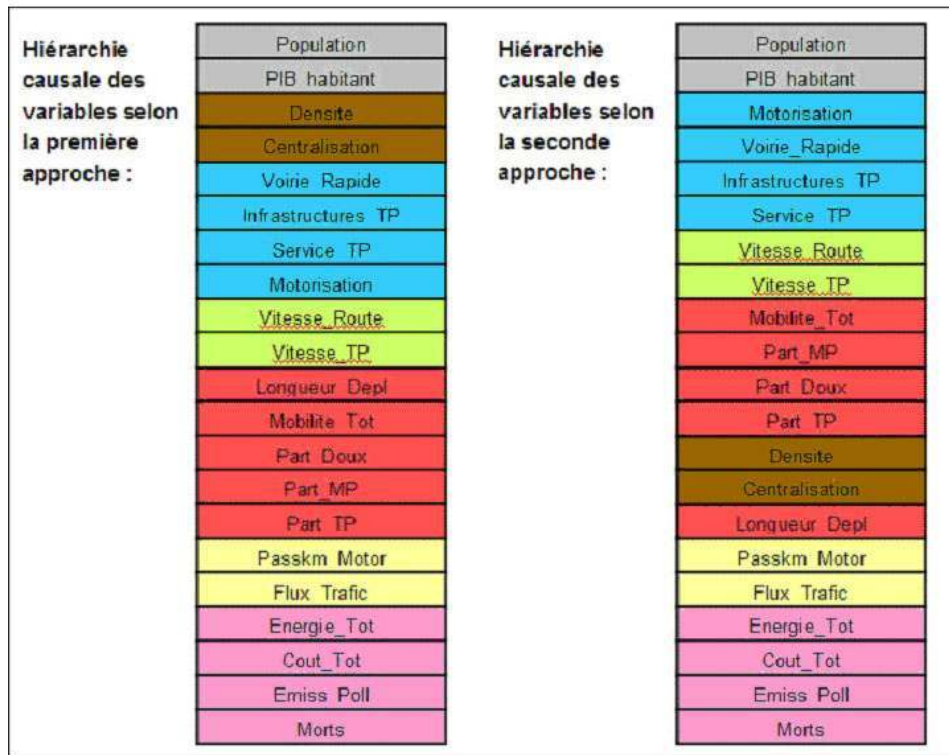 Hiérarchie
causale des
variables selon
la première
approche :
Population
PIB habitant
Densite
Centralisation
Voirie Rapide
Infrastructures TP
Service TP
Motorisation
Vitesse_Route
Vitesse_TP
Longueur Depl
Mobilite Tot
Part Doux
Part_MP
Part TP
Passkm Motor
Flux Trafic
Energie_Tot
Cout_Tot
Emiss Poll
Morts
Hiérarchie
causale des
variables selon
la seconde
approche :
Population
PIB habitant
Motorisation
Voirie_Rapide
Infrastructures TP
Service TP
Vitesse_Route
Vitesse_TP
Mobilite_Tot
Part_MP
Part Doux
Part TP
Densite
Centralisation
Longueur Depl
Passkm Motor
Flux Trafic
Energie_Tot
Cout_Tot
Emiss Poll
Morts